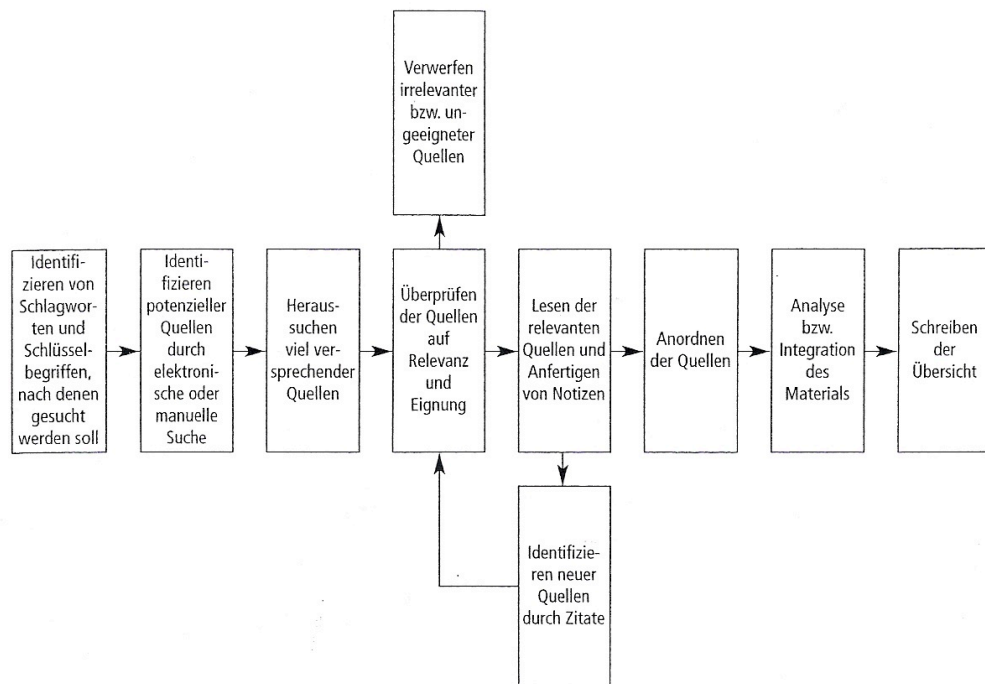 Verwerfen
irrelevanter
bzw. un-
geeigneter
Quellen
Identifi-
zieren von
Schlagwor-
ten und
Schlüssel-
begriffen,
nach denen
gesucht
werden soll
Identi-
fizieren
potenzieller
Quellen
durch
elektroni-
sche oder
manuelle
Suche
Heraus-
suchen
viel ver-
sprechender
Quellen
Überprüfen
der Quellen
auf
Relevanz
und
Eignung
Lesen der
relevanten
Quellen und
Anfertigen
von Notizen
Anordnen
der Quellen
Analyse
bzw.
Integration
des
Materials
Schreiben
der
Übersicht
Identifizie-
ren neuer
Quellen
durch Zitate